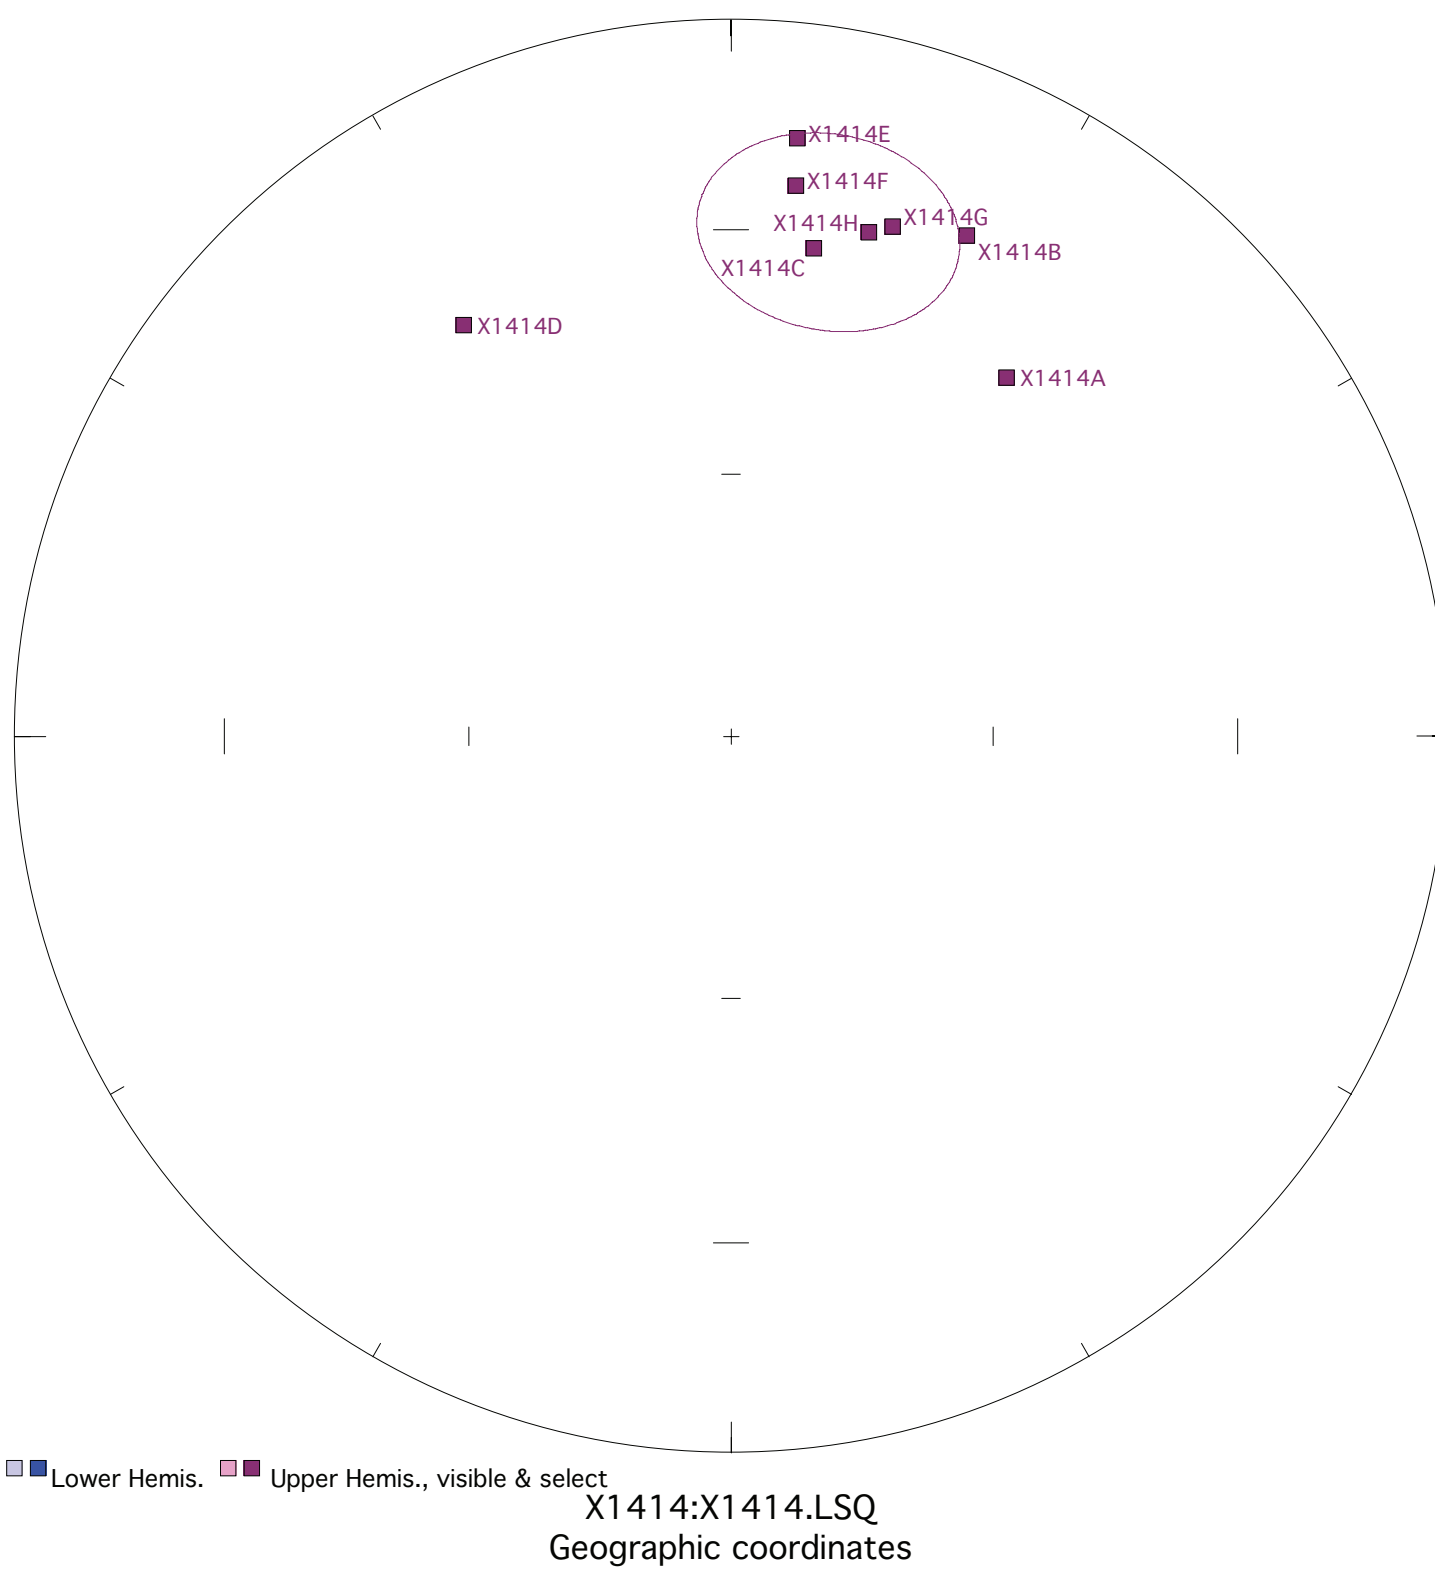 X1414E
X1414F
X1414H
X1414G
X1414B
X1414C
X1414D
X1414A
Lower Hemis. Upper Hemis., visible & select
X1414:X1414.LSQ
Geographic coordinates